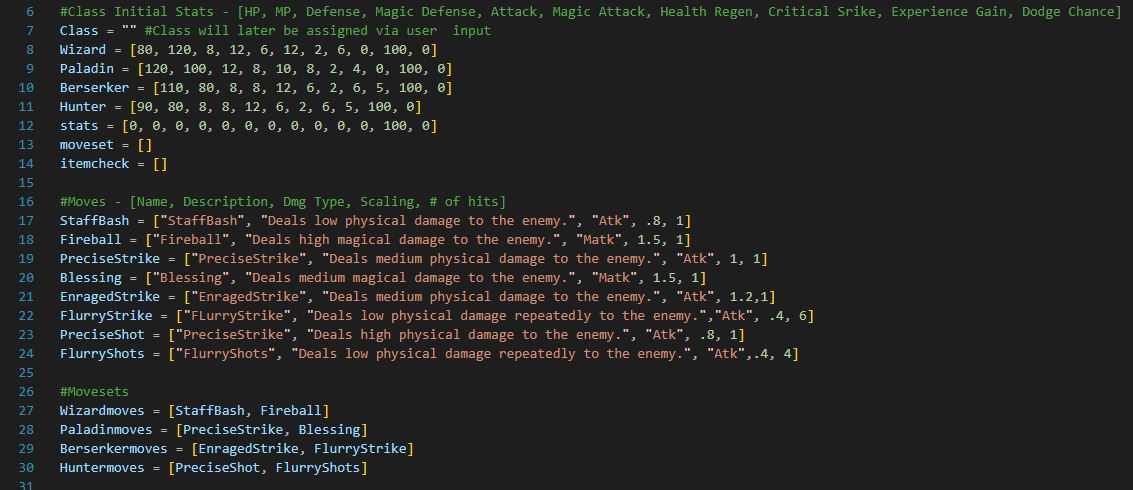 6 #Class Initial Stats - [HP, MP, Defense, Magic Defense, Attack, Magic Attack, Health Regen, Critical Srike, Experience Gain, Dodge Chance]
7 Class = "" #Class will later be assigned via user  input
8 Wizard = [80, 120, 8, 12, 6, 12, 2, 6, 0, 100, 0]
9 Paladin = [120, 100, 12, 8, 10, 8, 2, 4, 0, 100, 0]
10 Berserker = [110, 80, 8, 8, 12, 6, 2, 6, 5, 100, 0]
11 Hunter = [90, 80, 8, 8, 12, 6, 2, 6, 5, 100, 0]
12 stats = [0, 0, 0, 0, 0, 0, 0, 0, 0, 0, 0, 100, 0]
13 moveset = []
14 itemcheck = []
15
16 #Moves - [Name, Description, Dmg Type, Scaling, # of hits]
17 StaffBash = ["StaffBash", "Deals low physical damage to the enemy.", "Atk", .8, 1]
18 Fireball = ["Fireball", "Deals high magical damage to the enemy.", "Matk", 1.5, 1]
19 PreciseStrike = ["PreciseStrike", "Deals medium physical damage to the enemy.", "Atk", 1, 1]
20 Blessing = ["Blessing", "Deals medium magical damage to the enemy.", "Matk", 1.5, 1]
21 EnragedStrike = ["EnragedStrike", "Deals medium physical damage to the enemy.", "Atk", 1.2,1]
22 FlurryStrike = ["FLurryStrike", "Deals low physical damage repeatedly to the enemy.","Atk", .4, 6]
23 PreciseShot = ["PreciseStrike", "Deals high physical damage to the enemy.", "Atk", .8, 1]
24 FlurryShots = ["FlurryShots", "Deals low physical damage repeatedly to the enemy.", "Atk",.4, 4]
25
26 #Movesets
27 Wizardmoves = [StaffBash, Fireball]
28 Paladinmoves = [PreciseStrike, Blessing]
29 Berserkermoves = [EnragedStrike, FlurryStrike]
30 Huntermoves = [PreciseShot, FlurryShots]
31